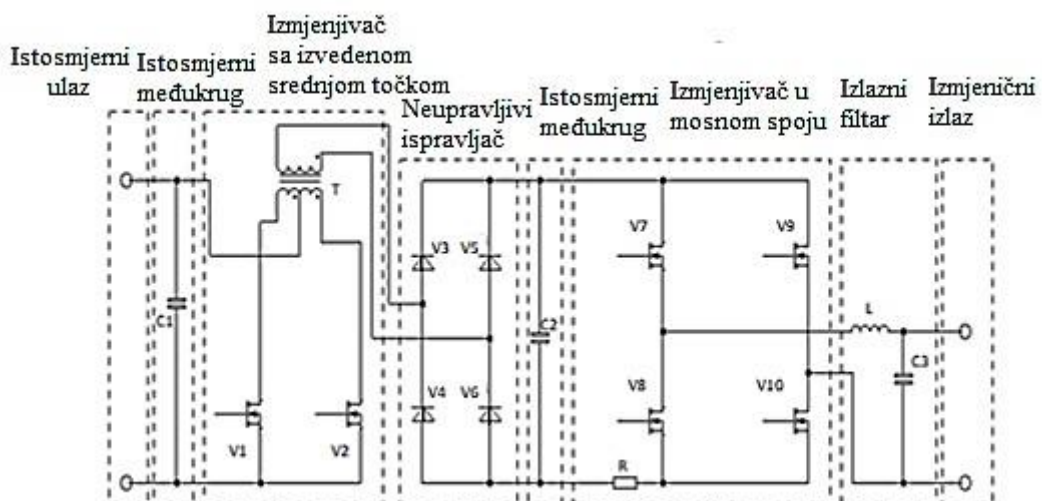 Istosmjerni
ulaz
Istosmjerni
međukrug
Izmjenjivač
sa izvedenom
srednjom točkom
Neupravljivi
ispravljač
Istosmjerni
međukrug
Izmjenjivač u
mosnom spoju
Izlazni
filtar
Izmjenični
izlaz
T
V3
V5
V7
V9
C1
C2
L
C3
V4
V6
V8
V10
V1
V2
R